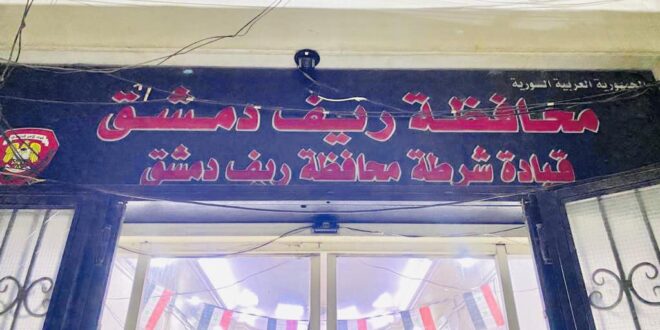 الجمهورية العربية السورية
محافظة ريف دمشق
قيادة شرطة محافظة ريف دمشق